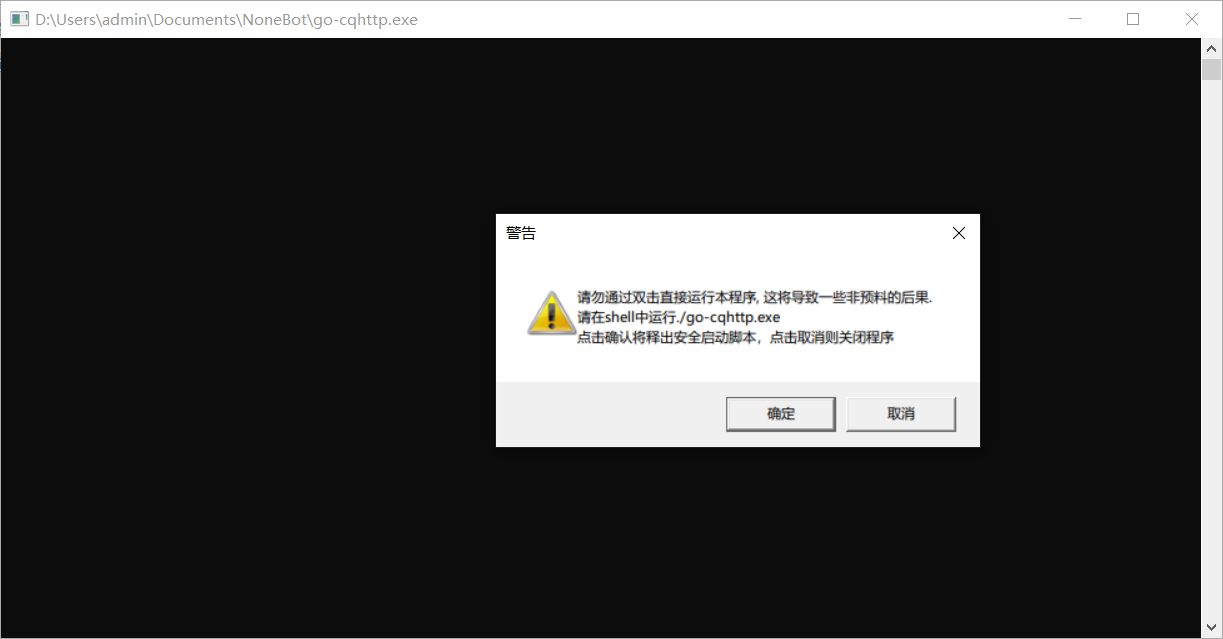 D:\Users\admin\Documents\NoneBot\go-cqhttp.exe
警告
请勿通过双击直接运行本程序, 这将导致一些非预料的后果.
请在shell中运行./go-cqhttp.exe
点击确认将释出安全启动脚本，点击取消则关闭程序
确定
取消